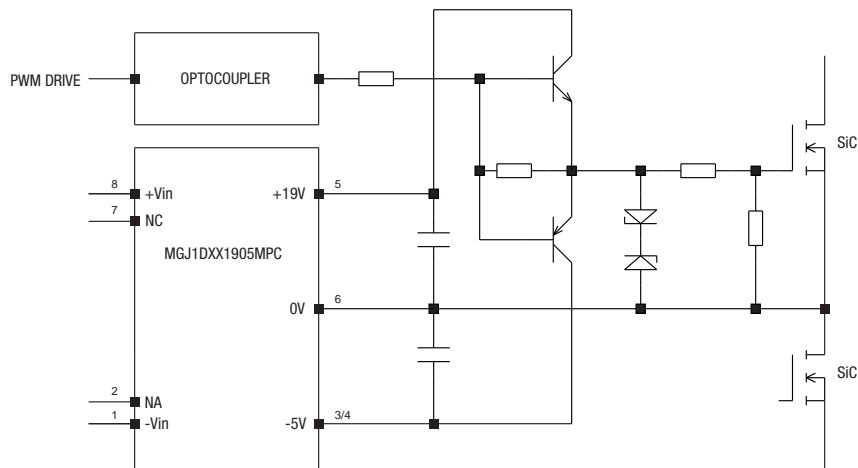 PWM DRIVE
OPTOCOUPLER
SiC
8
+Vin
+19V
5
7
NC
MGJ1DXX1905MPC
0V
6
2
NA
1
-Vin
-5V
3/4
SiC